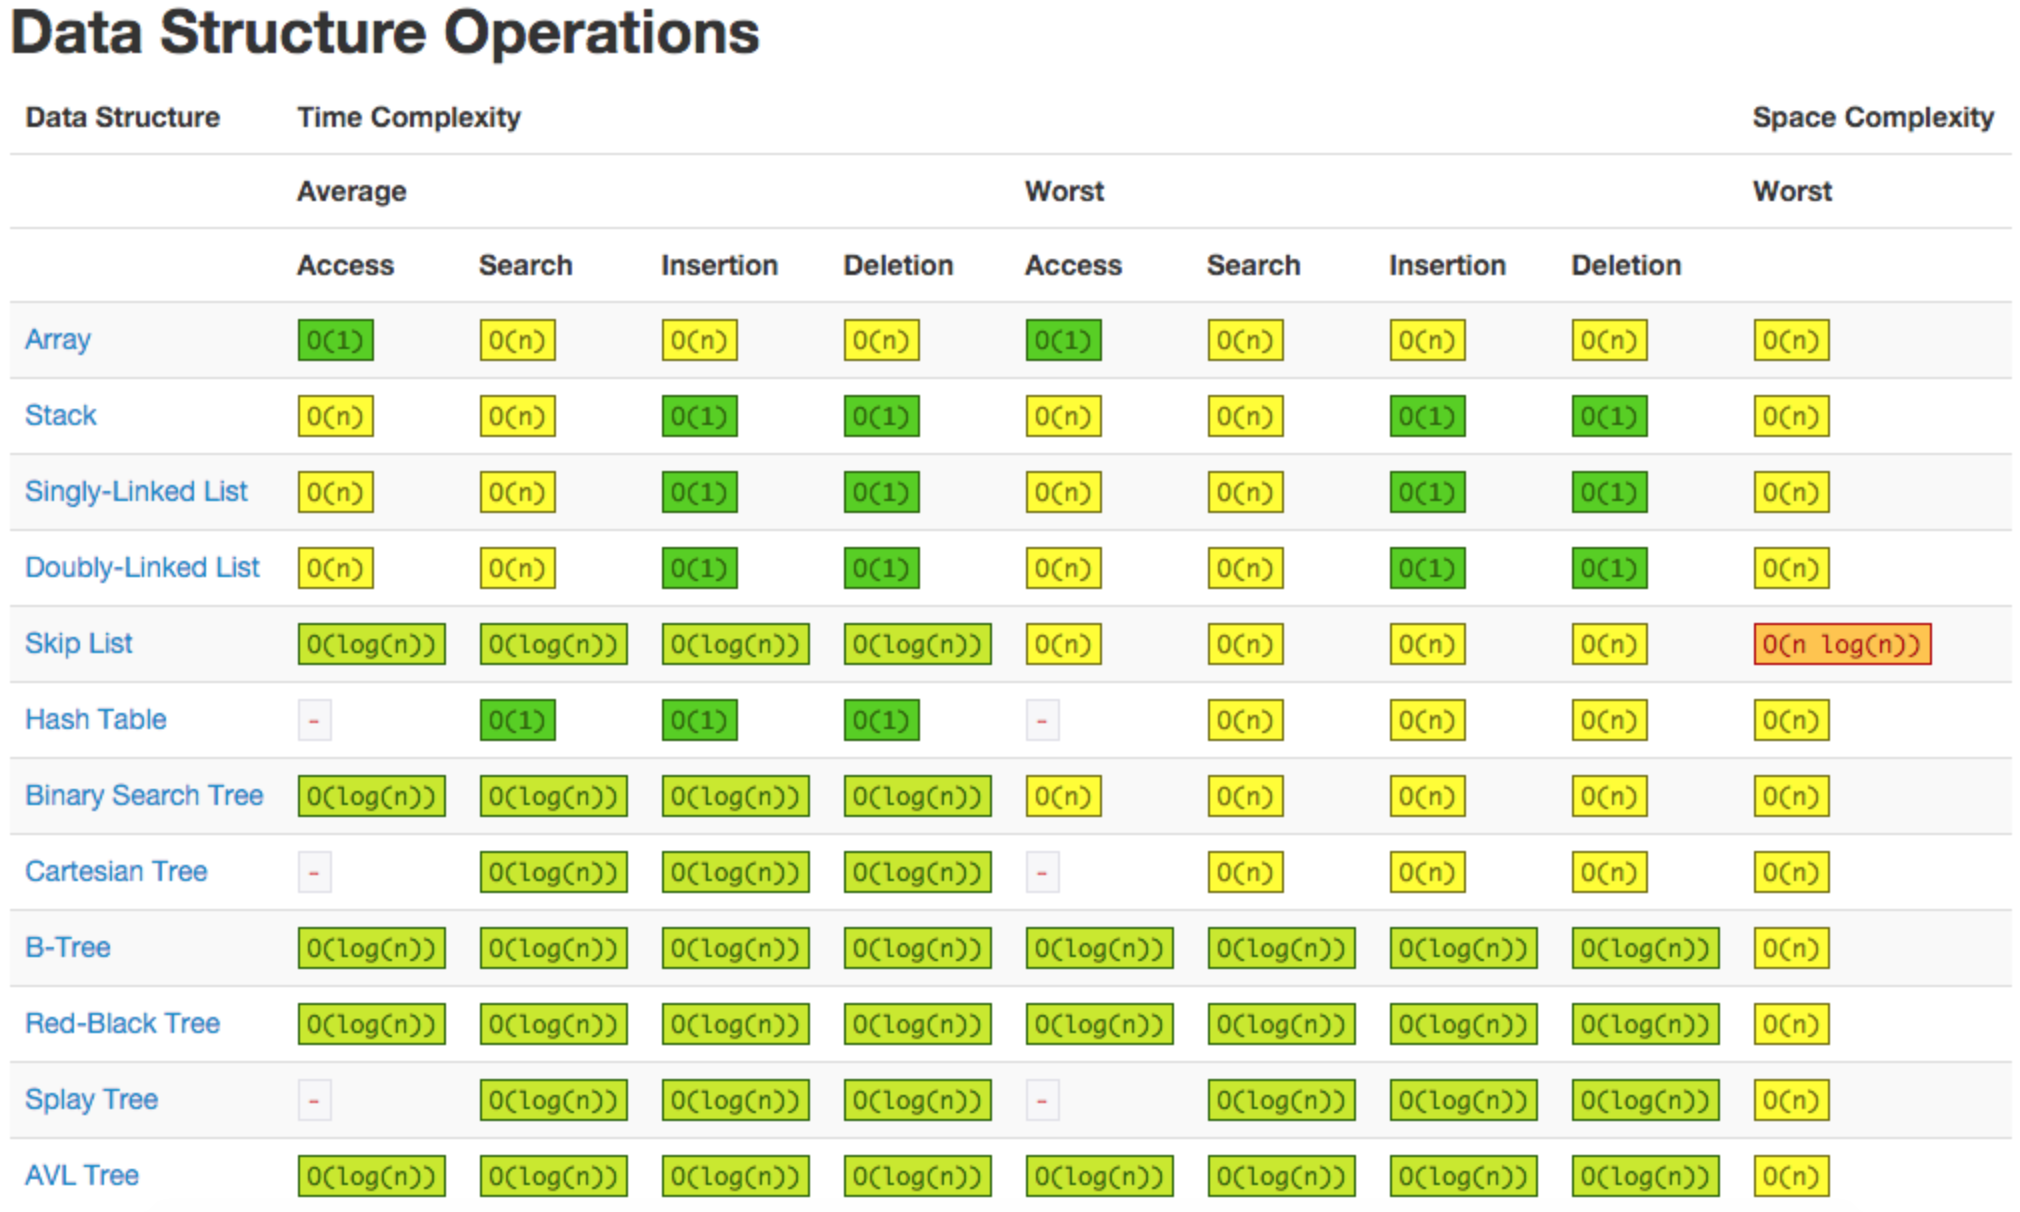 Data Structure Operations
Data Structure Time Complexity Space Complexity
Average Worst Worst
Access Search Insertion Deletion Access Search Insertion Deletion
Array O(1) O(n) O(n) O(n) O(1) O(n) O(n) O(n) O(n)
Stack O(n) O(n) O(1) O(1) O(n) O(n) O(1) O(1) O(n)
Singly-Linked List O(n) O(n) O(1) O(1) O(n) O(n) O(1) O(1) O(n)
Doubly-Linked List O(n) O(n) O(1) O(1) O(n) O(n) O(1) O(1) O(n)
Skip List O(log(n)) O(log(n)) O(log(n)) O(log(n)) O(n) O(n) O(n) O(n) O(n log(n))
Hash Table - O(1) O(1) O(1) - O(n) O(n) O(n) O(n)
Binary Search Tree O(log(n)) O(log(n)) O(log(n)) O(log(n)) O(n) O(n) O(n) O(n) O(n)
Cartesian Tree - O(log(n)) O(log(n)) O(log(n)) - O(n) O(n) O(n) O(n)
B-Tree O(log(n)) O(log(n)) O(log(n)) O(log(n)) O(log(n)) O(log(n)) O(log(n)) O(log(n)) O(n)
Red-Black Tree O(log(n)) O(log(n)) O(log(n)) O(log(n)) O(log(n)) O(log(n)) O(log(n)) O(log(n)) O(n)
Splay Tree - O(log(n)) O(log(n)) O(log(n)) - O(log(n)) O(log(n)) O(log(n)) O(n)
AVL Tree O(log(n)) O(log(n)) O(log(n)) O(log(n)) O(log(n)) O(log(n)) O(log(n)) O(log(n)) O(n)